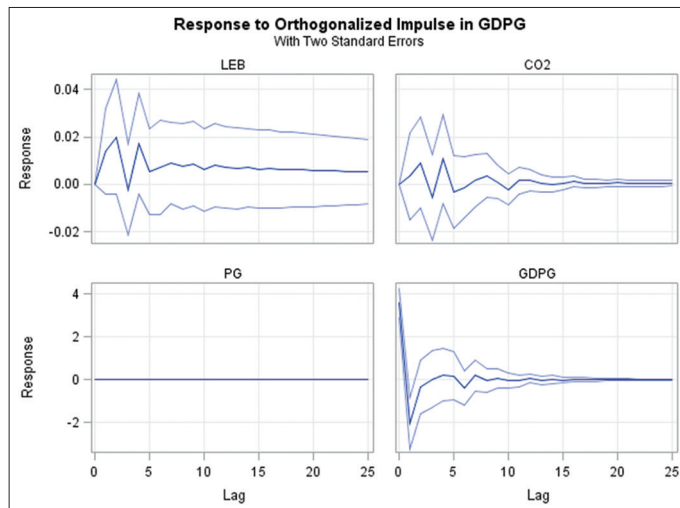 Response to Orthogonalized Impulse in GDPG
With Two Standard Errors
LEB
CO2
Response
0.04
0.02
0.00
-0.02
PG
GDPG
Response
4
2
0
-2
0 5 10 15 20 25
0 5 10 15 20 25
Lag
Lag